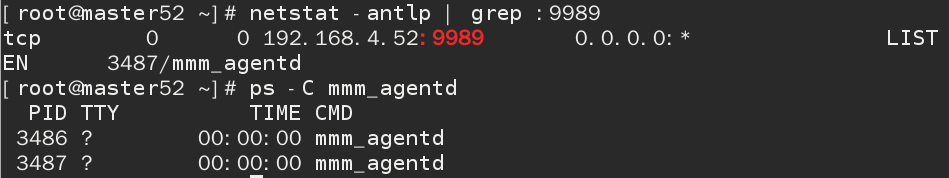 [root@master52 ~]# netstat -antlp | grep :9989
tcp        0      0 192.168.4.52:9989       0.0.0.0:*               LIST
EN      3487/mmm_agentd
[root@master52 ~]# ps -C mmm_agentd
  PID TTY          TIME CMD
 3486 ?        00:00:00 mmm_agentd
 3487 ?        00:00:00 mmm_agentd